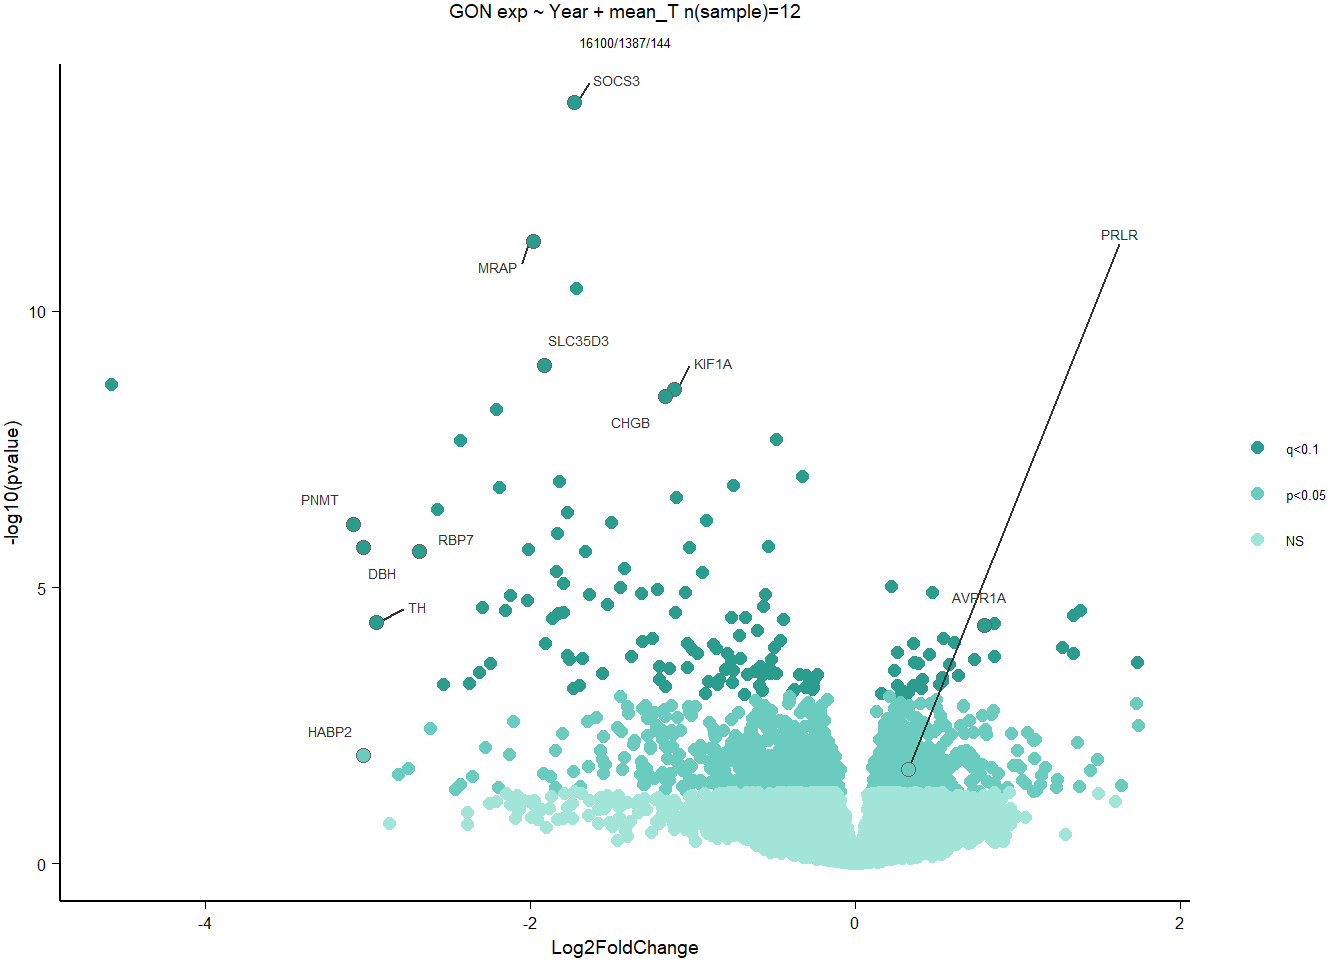 GON exp ~ Year + mean_T n(sample)=12
16100/1387/144
SOCS3
PRLR
MRAP
10
SLC35D3
KIF1A
CHGB
-log10(pvalue)
q<0.1
p<0.05
NS
PNMT
RBP7
DBH
5
TH
AVPR1A
HABP2
0
-4
-2
0
2
Log2FoldChange